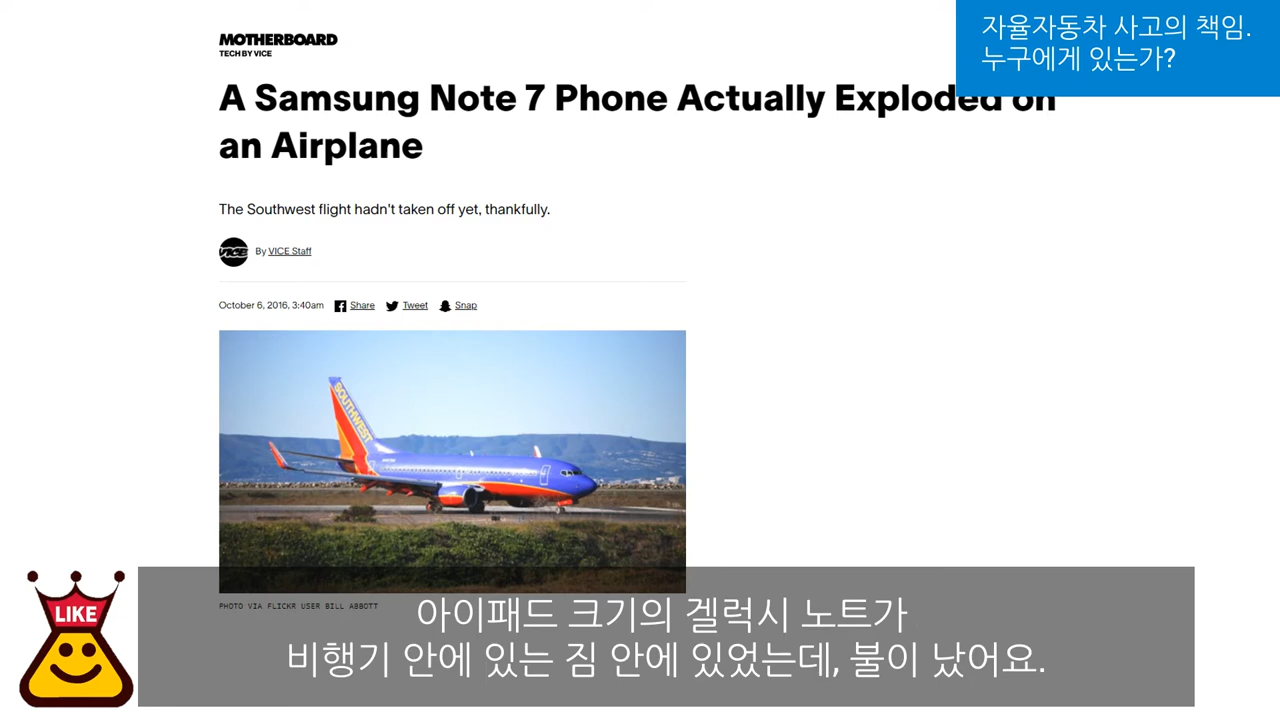 MOTHERBOARD
TECH BY VICE
자율자동차 사고의 책임.
누구에게 있는가?
A Samsung Note 7 Phone Actually Exploded on
an Airplane
The Southwest flight hadn't taken off yet, thankfully.
VICE
By VICE Staff
October 6, 2016, 3:40am Share Tweet Snap
SOUTHWEST
PHOTO VIA FLICKR USER BILL ABBOTT
LIKE
아이패드 크기의 겔럭시 노트가
비행기 안에 있는 짐 안에 있었는데, 불이 났어요.